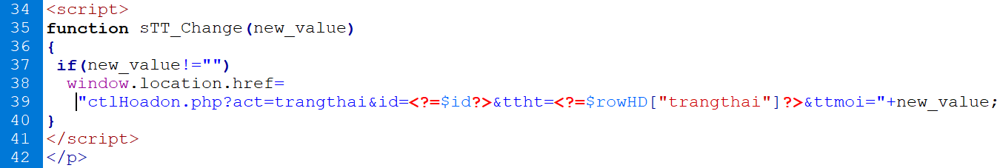 34 <script>
35 function sTT_Change(new_value)
36 {
37  if(new_value!="")
38   window.location.href=
39    "ctlHoadon.php?act=trangthai&id=<?=$id?>&ttht=<?=$rowHD["trangthai"]?>&ttmoi="+new_value;
40 }
41 </script>
42 </p>